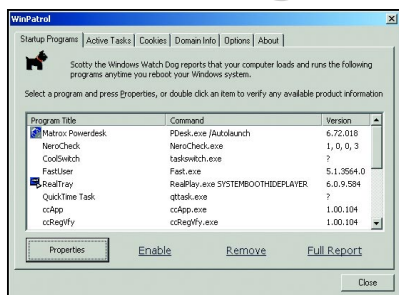 WinPatrol
Startup Programs Active Tasks Cookies Domain Info Options About
Scotty the Windows Watch Dog reports that your computer loads and runs the following
programs anytime you reboot your Windows system.
Select a program and press Properties, or double click an item to verify any available product information
Program Title Command Version
Matrox Powerdesk PDesk.exe /Autolaunch 6.72.018
NeroCheck NeroCheck.exe 1, 0, 0, 3
CoolSwitch taskswitch.exe ?
FastUser Fast.exe 5.1.3564.0
RealTray RealPlay.exe SYSTEMBOOTHIDEPLAYER 6.0.9.584
QuickTime Task qttask.exe ?
ccApp ccApp.exe 1.00.104
ccRegVfy ccRegVfy.exe 1.00.104
Properties Enable Remove Full Report
Close